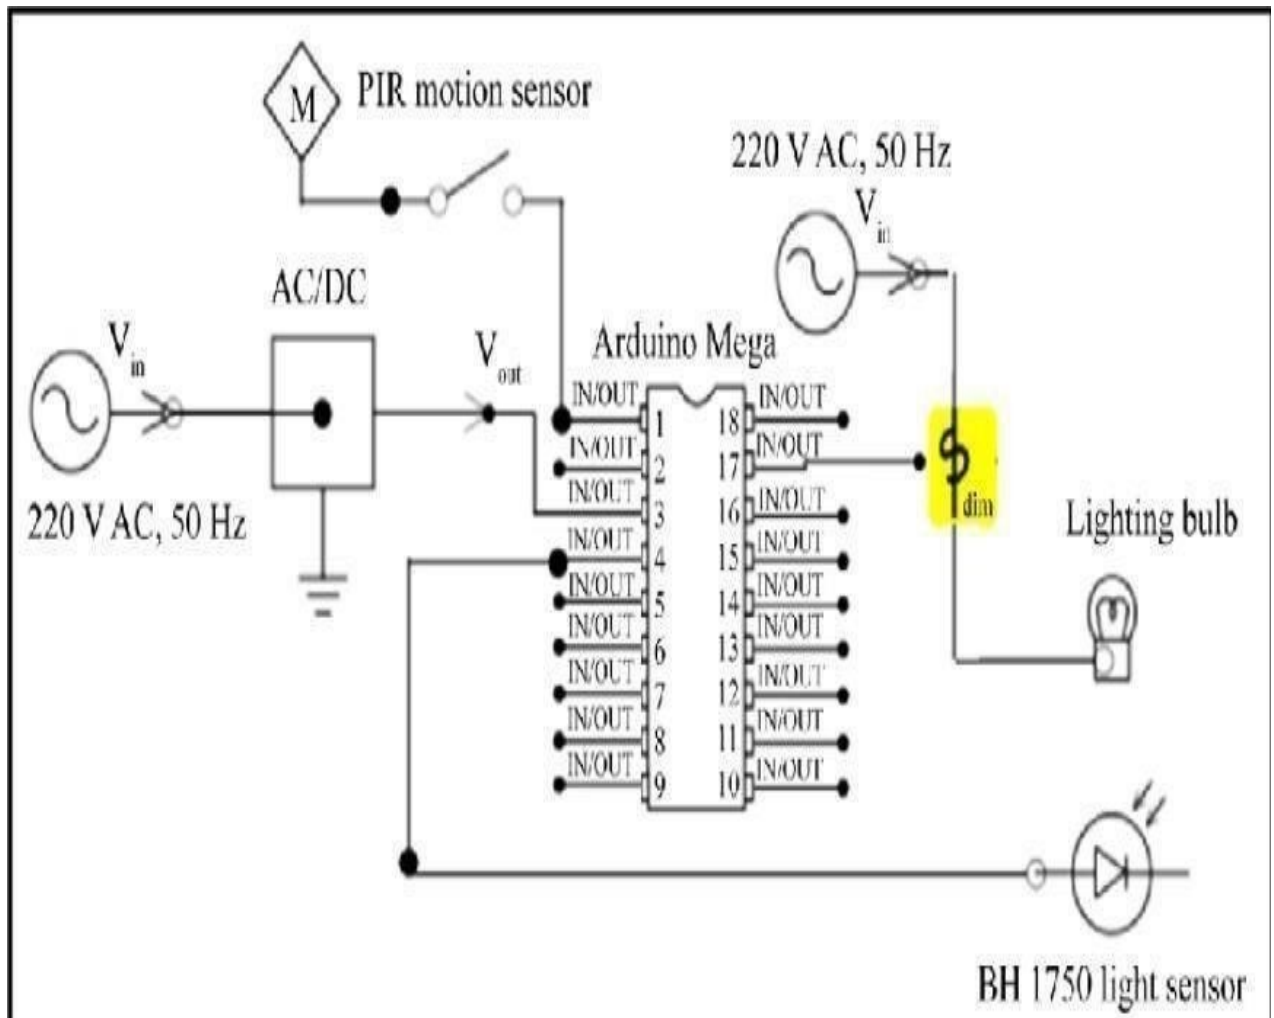 M
PIR motion sensor
220 V AC, 50 Hz
V in
AC/DC
V in
V out
Arduino Mega
220 V AC, 50 Hz
IN/OUT 1 18 IN/OUT
IN/OUT 2 17 IN/OUT
IN/OUT 3 16 IN/OUT
IN/OUT 4 15 IN/OUT
IN/OUT 5 14 IN/OUT
IN/OUT 6 13 IN/OUT
IN/OUT 7 12 IN/OUT
IN/OUT 8 11 IN/OUT
IN/OUT 9 10 IN/OUT
dim
Lighting bulb
BH 1750 light sensor